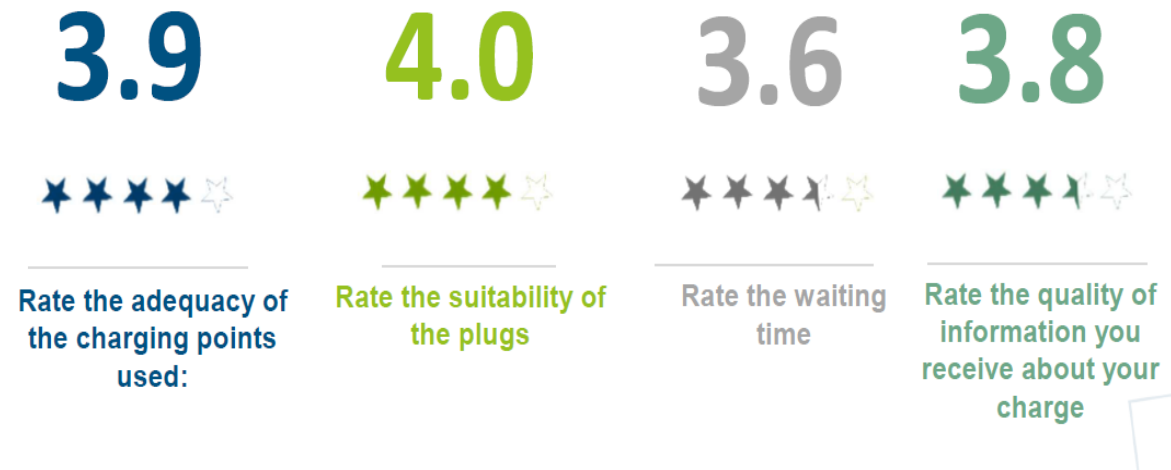 3.9
4.0
3.6
3.8
Rate the adequacy of
the charging points
used:
Rate the suitability of
the plugs
Rate the waiting
time
Rate the quality of
information you
receive about your
charge